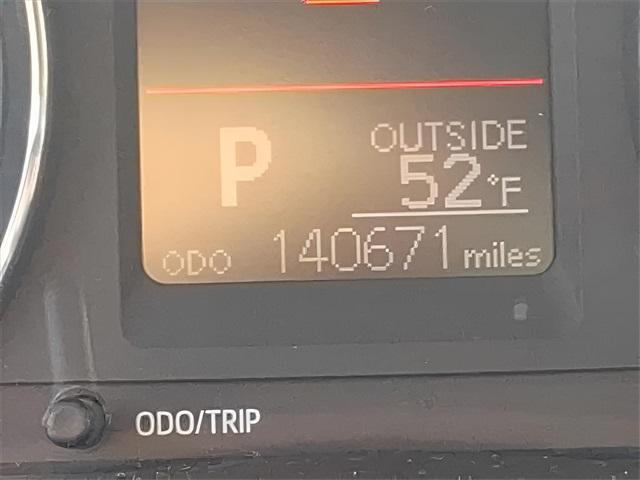 OUTSIDE
P 52°F
ODO 140671 miles
ODO/TRIP